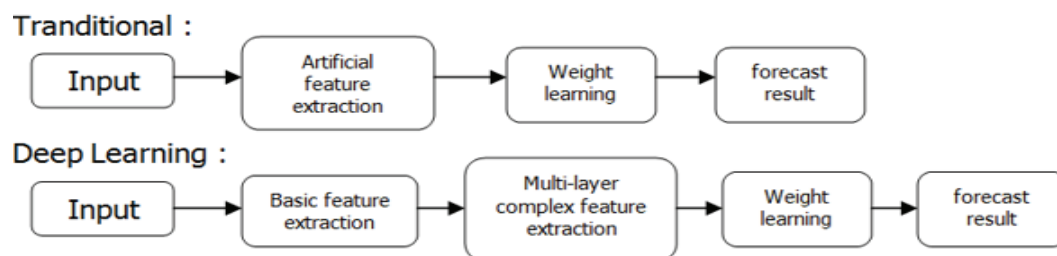 Tranditional :
Input
Artificial
feature
extraction
Weight
learning
forecast
result
Deep Learning :
Input
Basic feature
extraction
Multi-layer
complex feature
extraction
Weight
learning
forecast
result